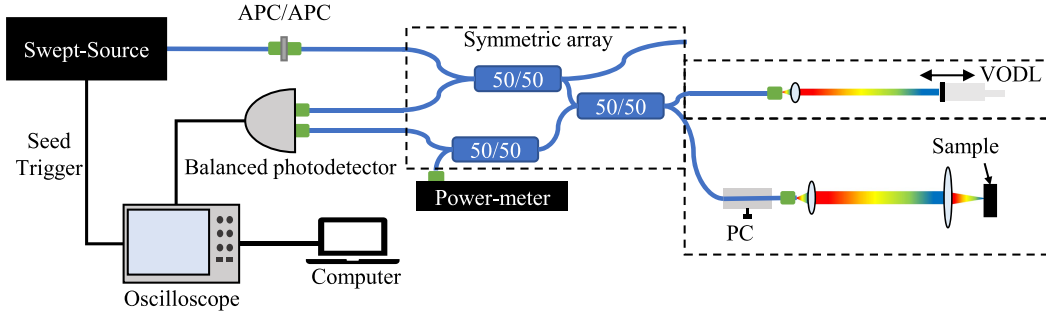 APC/APC
Swept-Source
Symmetric array
50/50
50/50
50/50
VODL
Seed
Trigger
Balanced photodetector
Power-meter
Sample
PC
Computer
Oscilloscope